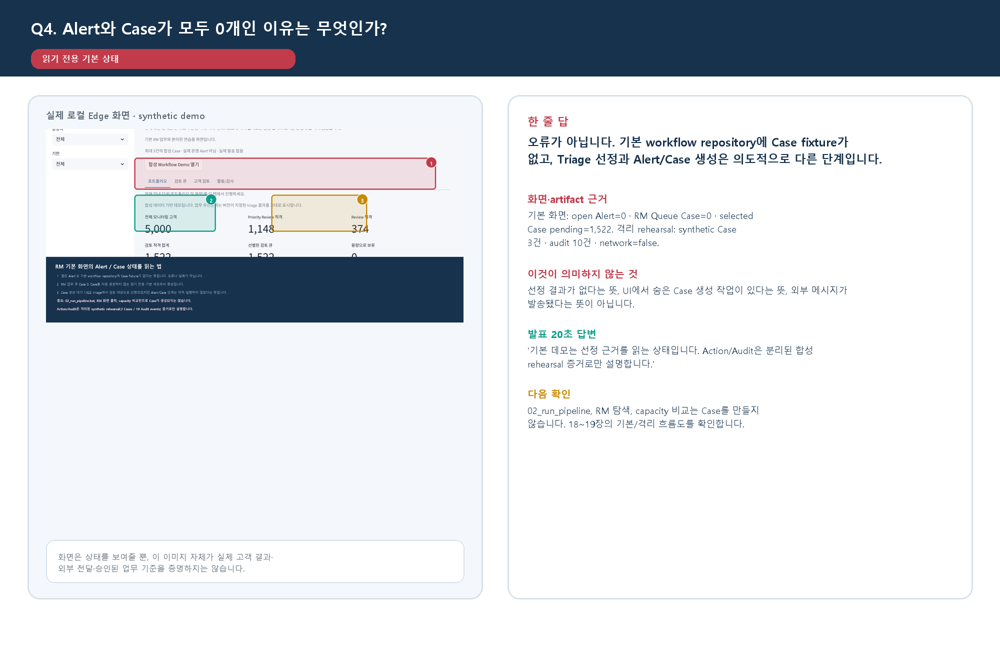 Q4. Alert와 Case가 모두 0개인 이유는 무엇인가?
읽기 전용 기본 상태
실제 로컬 Edge 화면 · synthetic demo
전체
기한
전체
기본 RM 업무와 분리된 연습용 화면입니다.
최대 3건의 합성 Case · 실제 운영 Alert 아님 · 실제 발송 없음
합성 Workflow Demo 열기
1
포트폴리오 검토 큐 고객 검토 활동/감사
현재 안내 단계(포트폴리오 및 용량)를 이 탭에서 진행하세요.
2
3
합성 데이터 기반 데모입니다. 업무 우선순위는 버전이 지정된 triage 결과를 그대로 표시합니다.
전체 모니터링 고객 Priority Review 적격 Review 적격
5,000 1,148 374
검토 적격 합계 선별된 검토 큐 용량으로 보류
1,522 1,522 0
RM 기본 화면의 Alert / Case 상태를 읽는 법
1 열린 Alert 0: 기본 workflow repository에 Case fixture가 없다는 뜻입니다. 오류나 실패가 아닙니다.
2 RM 업무 큐 Case 0: Case를 자동 생성하지 않는 읽기 전용 기본 데모라서 정상입니다.
3 Case 생성 대기 1,522: triage에서 검토 대상으로 선정되었지만 Alert/Case 단계는 아직 실행하지 않았다는 뜻입니다.
중요: 02_run_pipeline.bat, RM 화면 클릭, capacity 비교만으로 Case가 생성되지는 않습니다.
Action/Audit은 격리된 synthetic rehearsal(3 Cases / 10 Audit events) 증거로만 설명합니다.
화면은 상태를 보여줄 뿐, 이 이미지 자체가 실제 고객 결과·
외부 전달·승인된 업무 기준을 증명하지는 않습니다.
한 줄 답
오류가 아닙니다. 기본 workflow repository에 Case fixture가
없고, Triage 선정과 Alert/Case 생성은 의도적으로 다른 단계입니다.
화면·artifact 근거
기본 화면: open Alert=0 · RM Queue Case=0 · selected
Case pending=1,522. 격리 rehearsal: synthetic Case
3건 · audit 10건 · network=false.
이것이 의미하지 않는 것
선정 결과가 없다는 뜻, UI에서 숨은 Case 생성 작업이 있다는 뜻, 외부 메시지가
발송됐다는 뜻이 아닙니다.
발표 20초 답변
‘기본 데모는 선정 근거를 읽는 상태입니다. Action/Audit은 분리된 합성
rehearsal 증거로만 설명합니다.’
다음 확인
02_run_pipeline, RM 탐색, capacity 비교는 Case를 만들지
않습니다. 18~19장의 기본/격리 흐름도를 확인합니다.